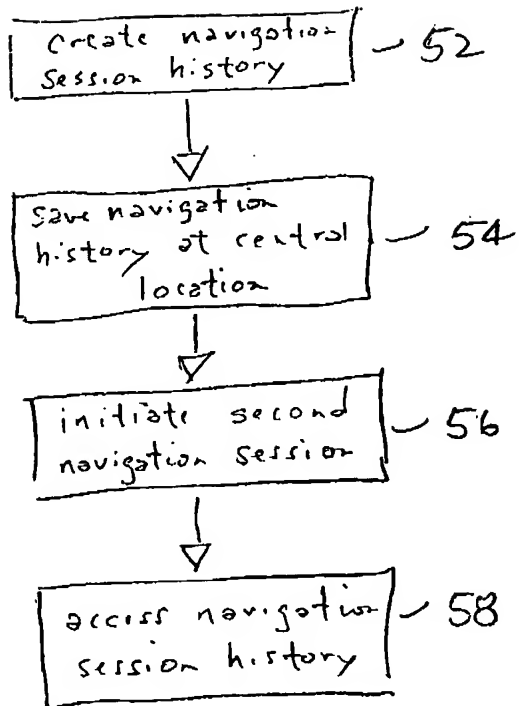 create navigation
session history
52
save navigation
history at central
location
54
initiate second
navigation session
56
access navigation
session history
58